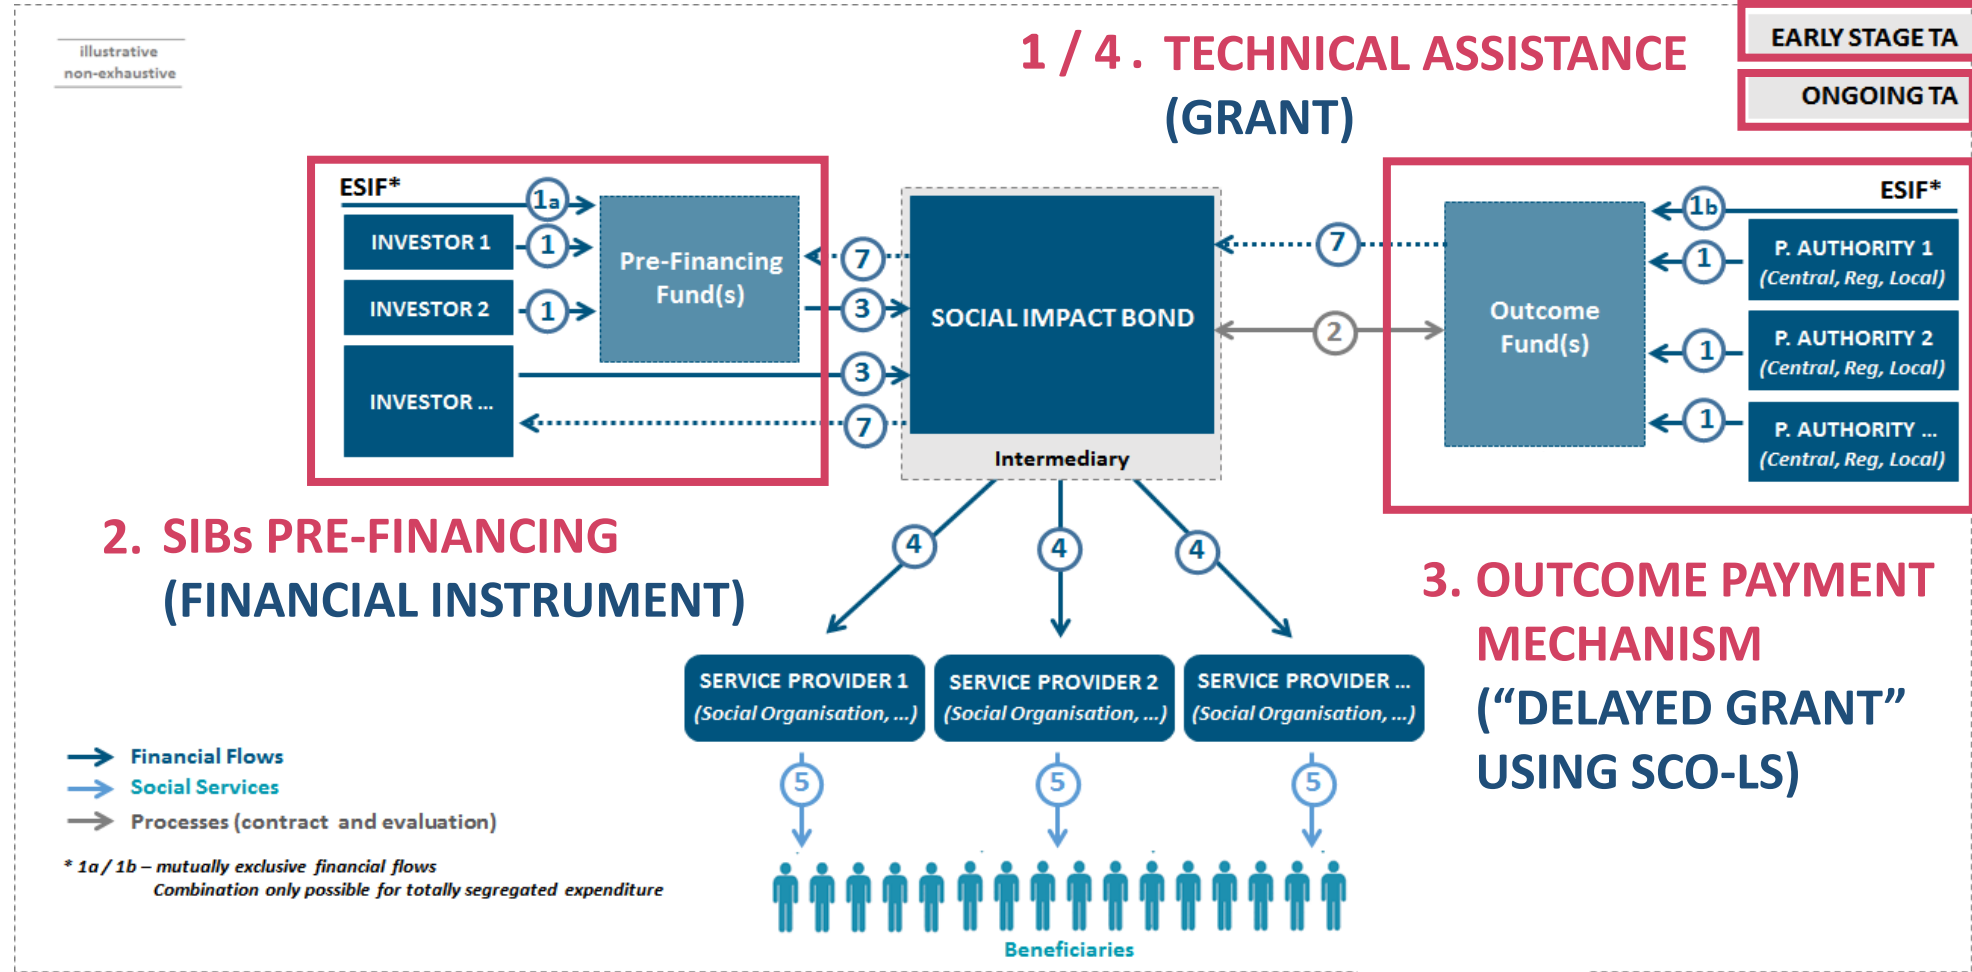 illustrative
non-exhaustive
1 / 4 . TECHNICAL ASSISTANCE
(GRANT)
EARLY STAGE TA
ONGOING TA
ESIF*
1a
INVESTOR 1
1
INVESTOR 2
1
INVESTOR ...
Pre-Financing
Fund(s)
7
3
3
7
SOCIAL IMPACT BOND
Intermediary
7
2
Outcome
Fund(s)
ESIF*
1b
1
P. AUTHORITY 1
(Central, Reg, Local)
1
P. AUTHORITY 2
(Central, Reg, Local)
1
P. AUTHORITY ...
(Central, Reg, Local)
2. SIBs PRE-FINANCING
(FINANCIAL INSTRUMENT)
3. OUTCOME PAYMENT
MECHANISM
(“DELAYED GRANT”
USING SCO-LS)
4
4
4
SERVICE PROVIDER 1
(Social Organisation, ...)
SERVICE PROVIDER 2
(Social Organisation, ...)
SERVICE PROVIDER ...
(Social Organisation, ...)
5
5
5
Beneficiaries
Financial Flows
Social Services
Processes (contract and evaluation)
* 1a / 1b – mutually exclusive financial flows
Combination only possible for totally segregated expenditure